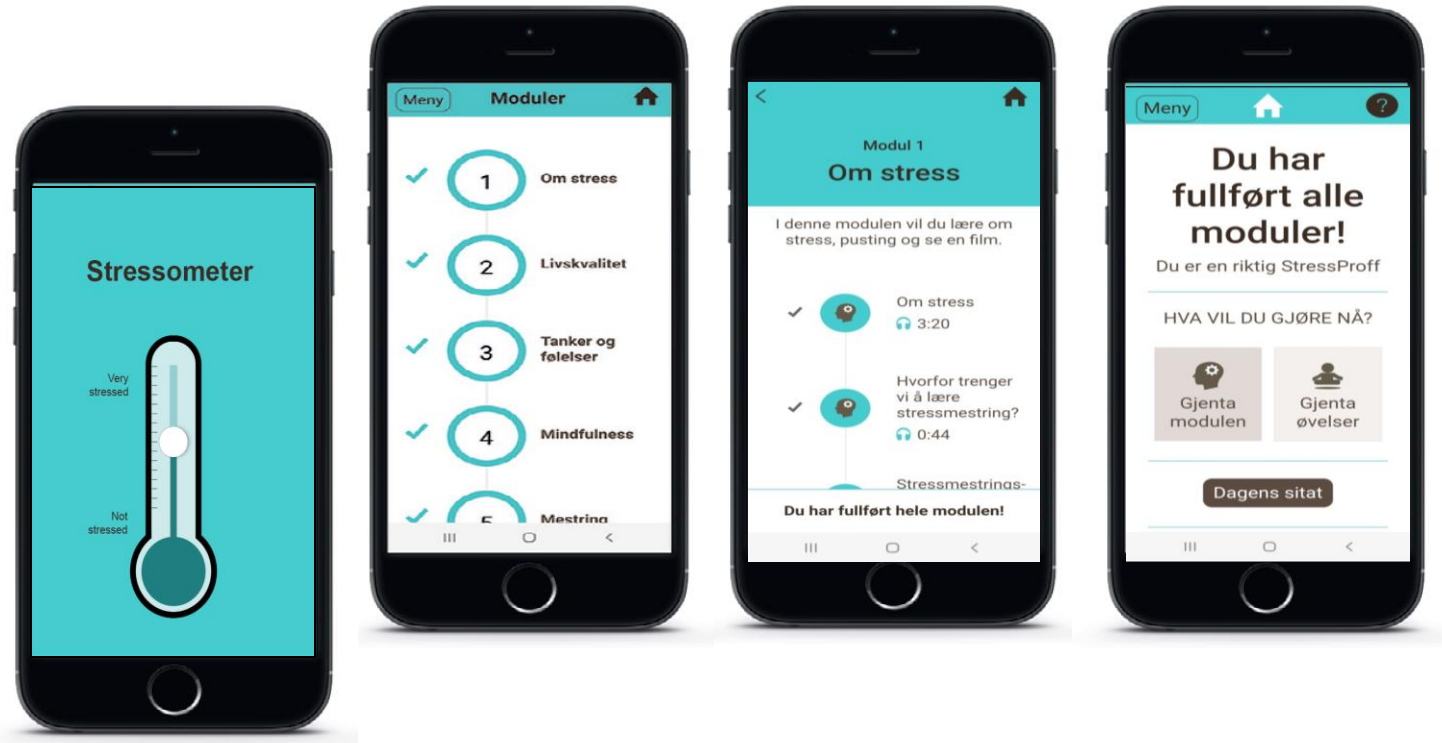 Stressometer
Very
stressed
Not
stressed
Meny
Moduler
1
Om stress
2
Livskvalitet
3
Tanker og
følelser
4
Mindfulness
5
Mestring
Modul 1
Om stress
I denne modulen vil du lære om
stress, pusting og se en film.
Om stress
3:20
Hvorfor trenger
vi å lære
stressmestring?
0:44
Stressmestrings-
Du har fullført hele modulen!
Meny
?
Du har
fullført alle
moduler!
Du er en riktig StressProff
HVA VIL DU GJØRE NÅ?
Gjenta
modulen
Gjenta
øvelser
Dagens sitat